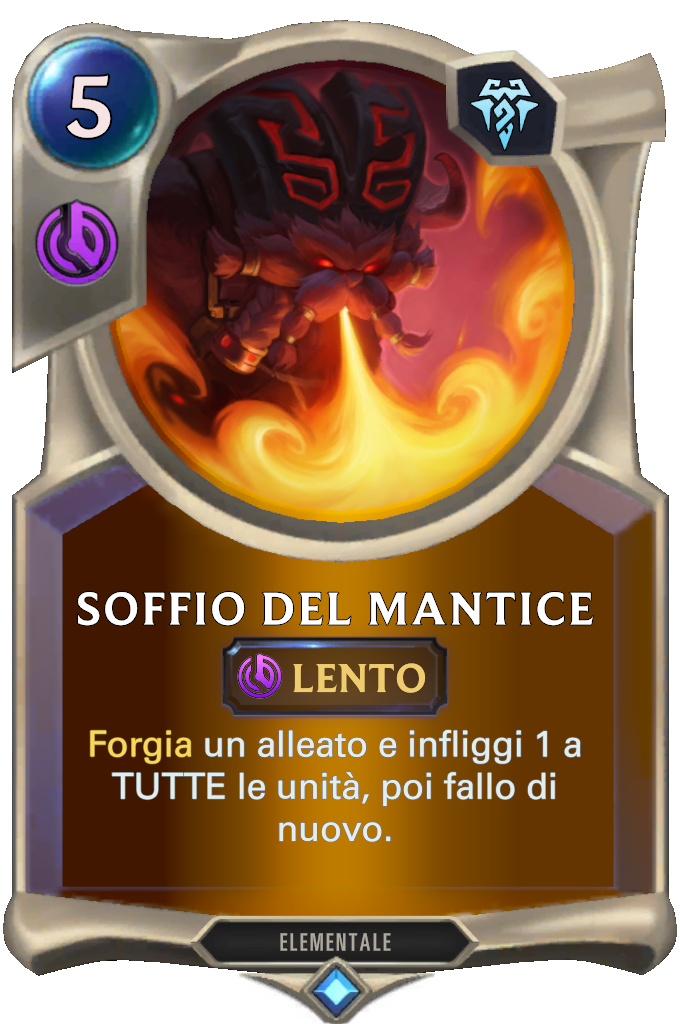 5
SOFFIO DEL MANTICE
LENTO
Forgia un alleato e infliggi 1 a
TUTTE le unità, poi fallo di
nuovo.
ELEMENTALE